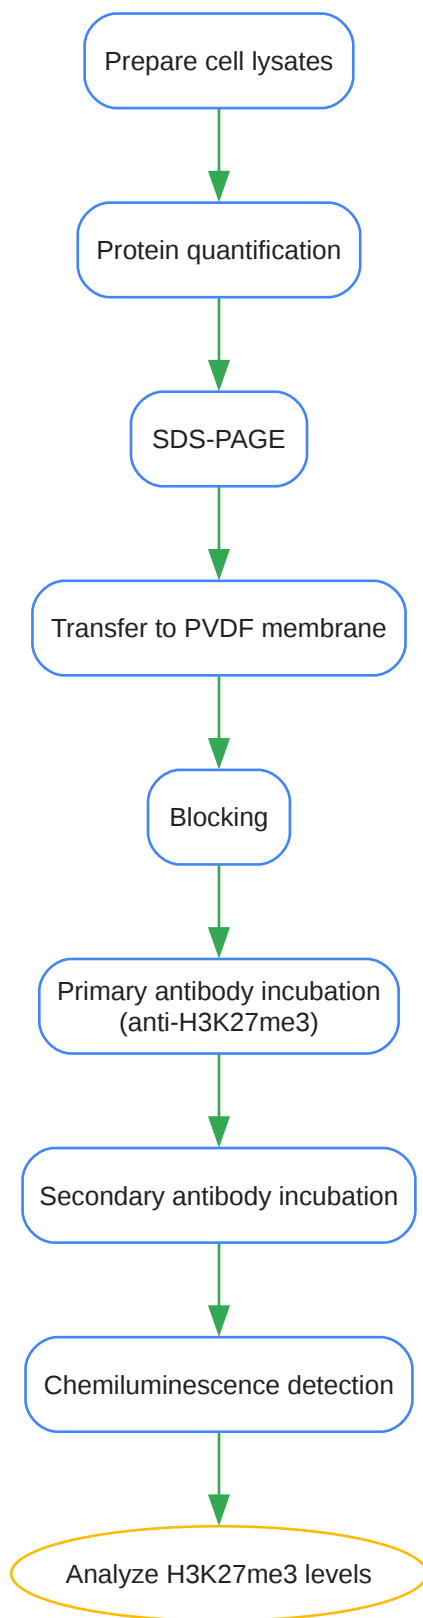 Prepare cell lysates
Protein quantification
SDS-PAGE
Transfer to PVDF membrane
Blocking
Primary antibody incubation
(anti-H3K27me3)
Secondary antibody incubation
Chemiluminescence detection
Analyze H3K27me3 levels